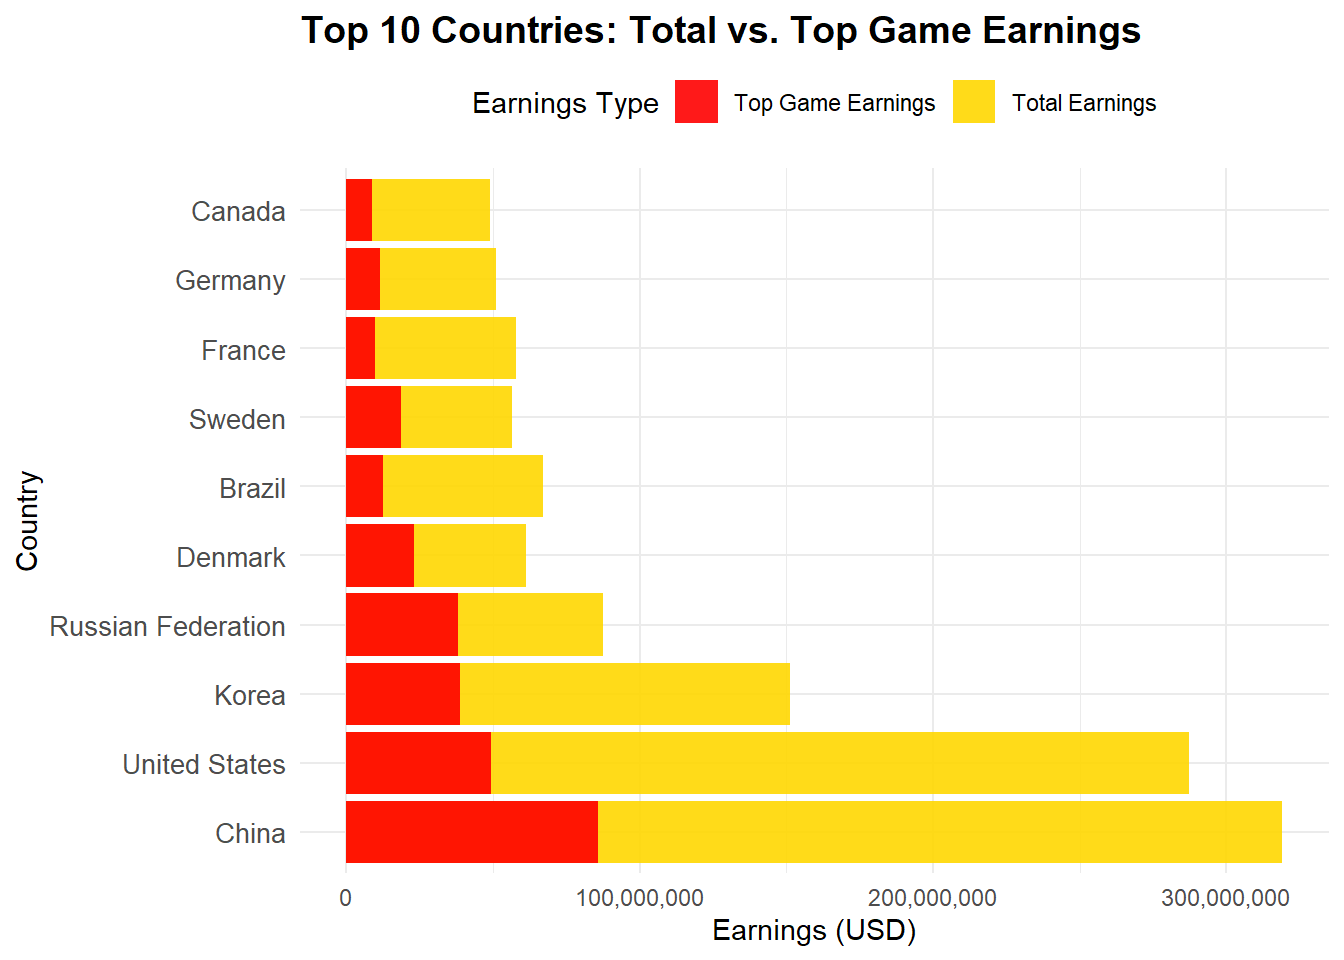 Top 10 Countries: Total vs. Top Game Earnings
Earnings Type Top Game Earnings Total Earnings
Canada
Germany
France
Sweden
Brazil
Denmark
Russian Federation
Korea
United States
China
Country
0 100,000,000 200,000,000 300,000,000
Earnings (USD)